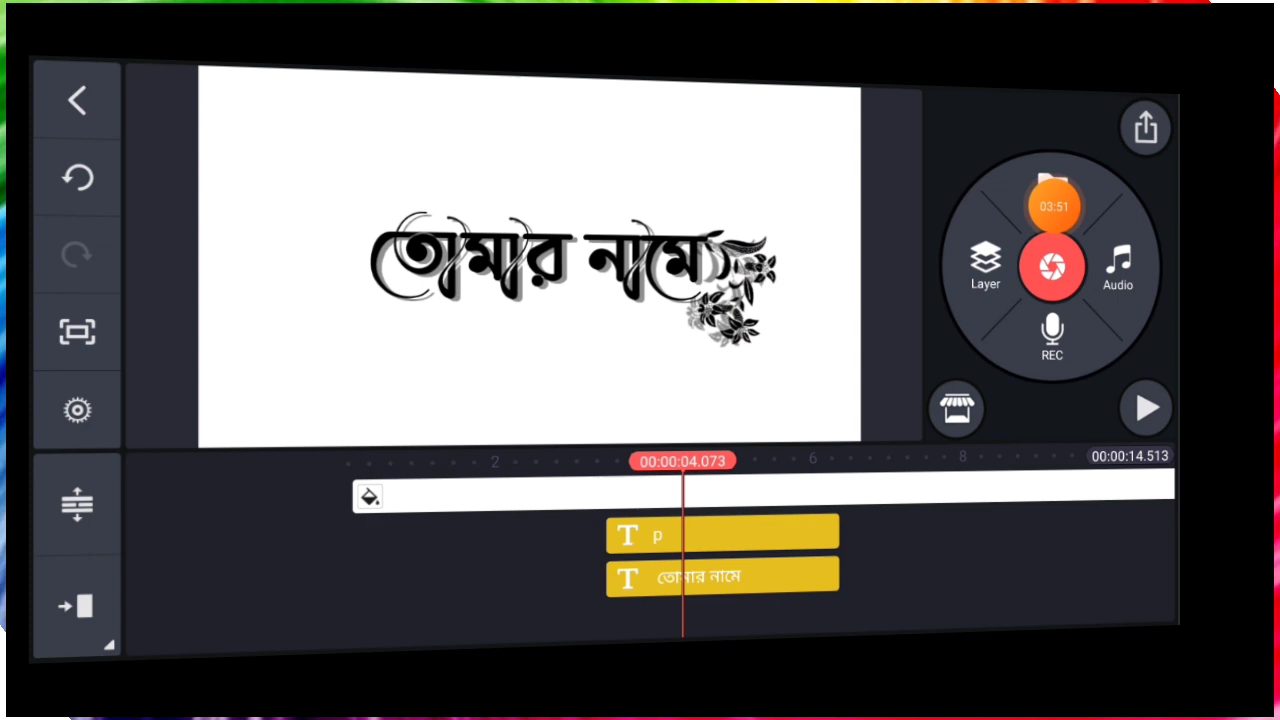 তোমার নামে
03:51
Layer
Audio
REC
2
00:00:04.073
6
8
00:00:14.513
T p
T তোমার নামে